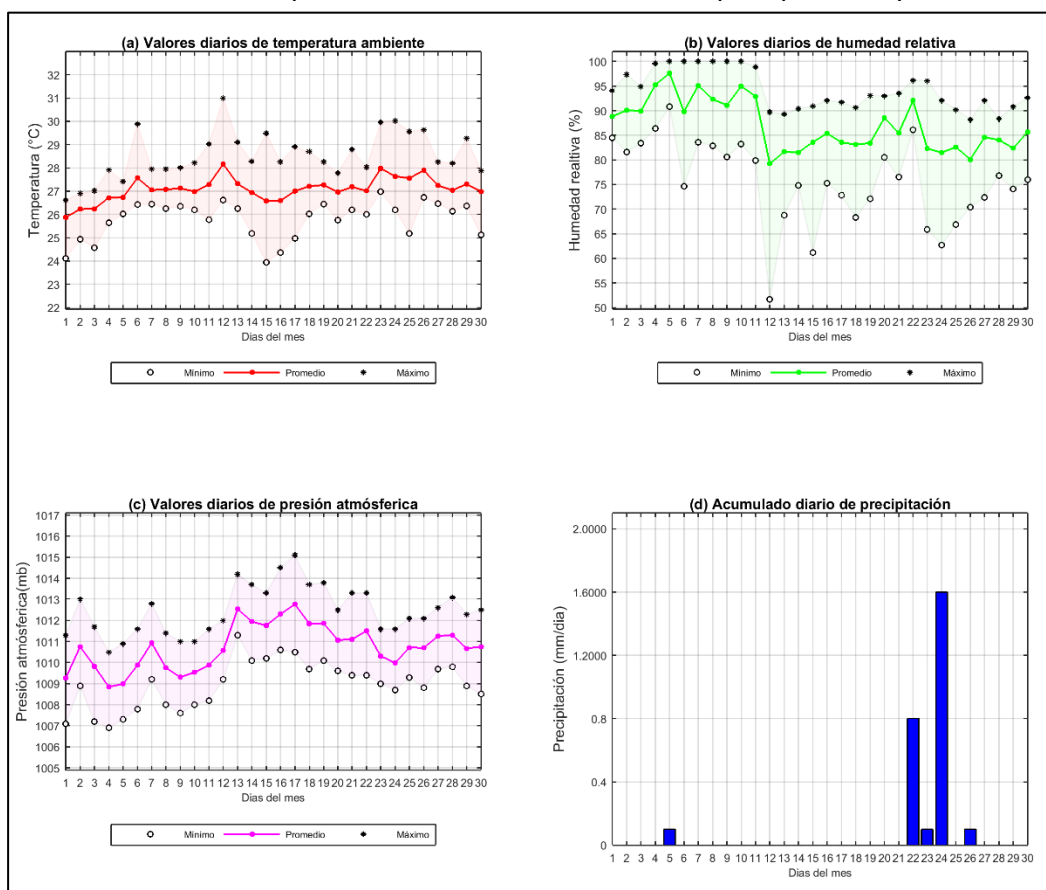 (a) Valores diarios de temperatura ambiente
33
32
31
30
29
28
27
26
25
24
23
22
Temperatura (°C)
1 2 3 4 5 6 7 8 9 10 11 12 13 14 15 16 17 18 19 20 21 22 23 24 25 26 27 28 29 30
Dias del mes
Mínimo Promedio Máximo
(b) Valores diarios de humedad relativa
100
95
90
85
80
75
70
65
60
55
50
Humedad realtiva (%)
1 2 3 4 5 6 7 8 9 10 11 12 13 14 15 16 17 18 19 20 21 22 23 24 25 26 27 28 29 30
Dias del mes
Mínimo Promedio Máximo
(c) Valores diarios de presión atmósferica
1017
1016
1015
1014
1013
1012
1011
1010
1009
1008
1007
1006
1005
Presión atmósferica(mb)
1 2 3 4 5 6 7 8 9 10 11 12 13 14 15 16 17 18 19 20 21 22 23 24 25 26 27 28 29 30
Dias del mes
Mínimo Promedio Máximo
(d) Acumulado diario de precipitación
2.0000
1.6000
1.2000
0.8
0.4
0
Precipitación (mm/dia)
1 2 3 4 5 6 7 8 9 10 11 12 13 14 15 16 17 18 19 20 21 22 23 24 25 26 27 28 29 30
Dias del mes